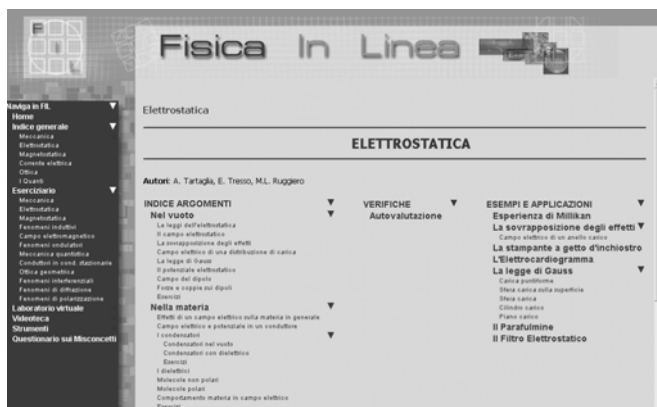 F
I
L
Fisica In Linea
Naviga in FIL
Home
Indice generale
Meccanica
Elettrostatica
Magnetostatica
Corrente elettrica
Ottica
I Quanti
Eserciziario
Meccanica
Elettrostatica
Magnetostatica
Fenomeni induttivi
Campo elettromagnetico
Fenomeni ondulatori
Meccanica quantistica
Conduttori in cond. stazionarie
Ottica geometrica
Fenomeni interferenziali
Fenomeni di diffrazione
Fenomeni di polarizzazione
Laboratorio virtuale
Videoteca
Strumenti
Questionario sui Misconcetti
Elettrostatica
ELETTROSTATICA
Autori: A. Tartaglia, E. Tresso, M.L. Ruggiero
INDICE ARGOMENTI
Nel vuoto
Le leggi dell'elettrostatica
Il campo elettrostatico
La sovrapposizione degli effetti
Campo elettrico di una distribuzione di carica
La legge di Gauss
Il potenziale elettrostatico
Campo del dipolo
Forze e coppie sui dipoli
Esercizi
Nella materia
Effetti di un campo elettrico sulla materia in generale
Campo elettrico e potenziale in un conduttore
I condensatori
Condensatori nel vuoto
Condensatori con dielettrico
Esercizi
I dielettrici
Molecole non polari
Molecole polari
Comportamento materia in campo elettrico
Esercizi
VERIFICHE
Autovalutazione
ESEMPI E APPLICAZIONI
Esperienza di Millikan
La sovrapposizione degli effetti
Campo elettrico di un anello carico
La stampante a getto d'inchiostro
L'Elettrocardiogramma
La legge di Gauss
Carica puntiforme
Sfera carica sulla superficie
Sfera carica
Cilindro carico
Piano carico
Il Parafulmine
Il Filtro Elettrostatico